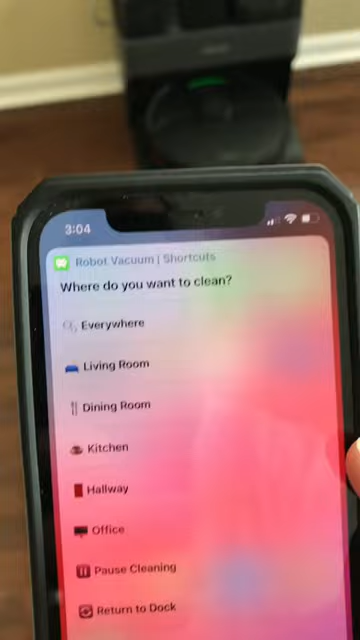 3:04
Robot Vacuum | Shortcuts
Where do you want to clean?
Everywhere
Living Room
Dining Room
Kitchen
Hallway
Office
Pause Cleaning
Return to Dock